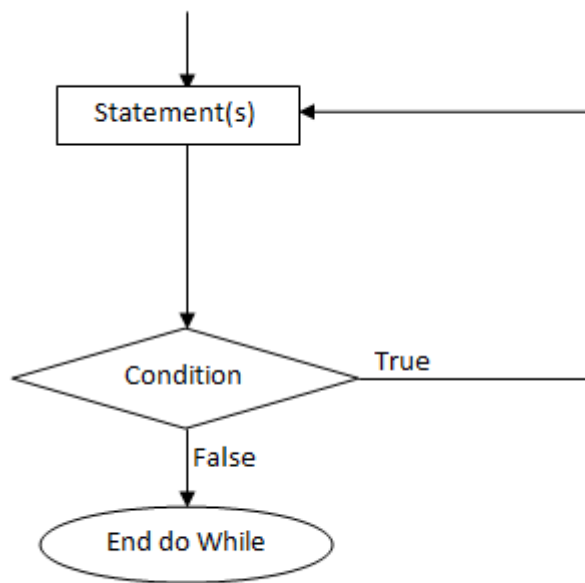 Statement(s)
Condition
True
False
End do While